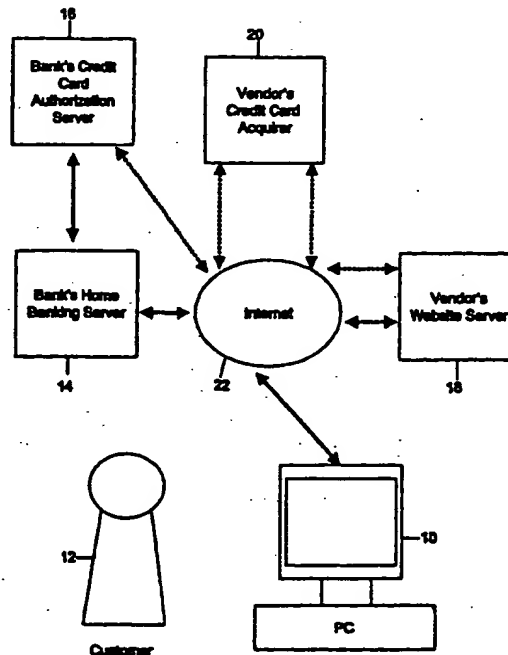 16
Bank's Credit
Card
Authorization
Server
20
Vendor's
Credit Card
Acquirer
Bank's Home
Banking Server
14
Internet
22
Vendor's
Website Server
18
12
Customer
10
PC